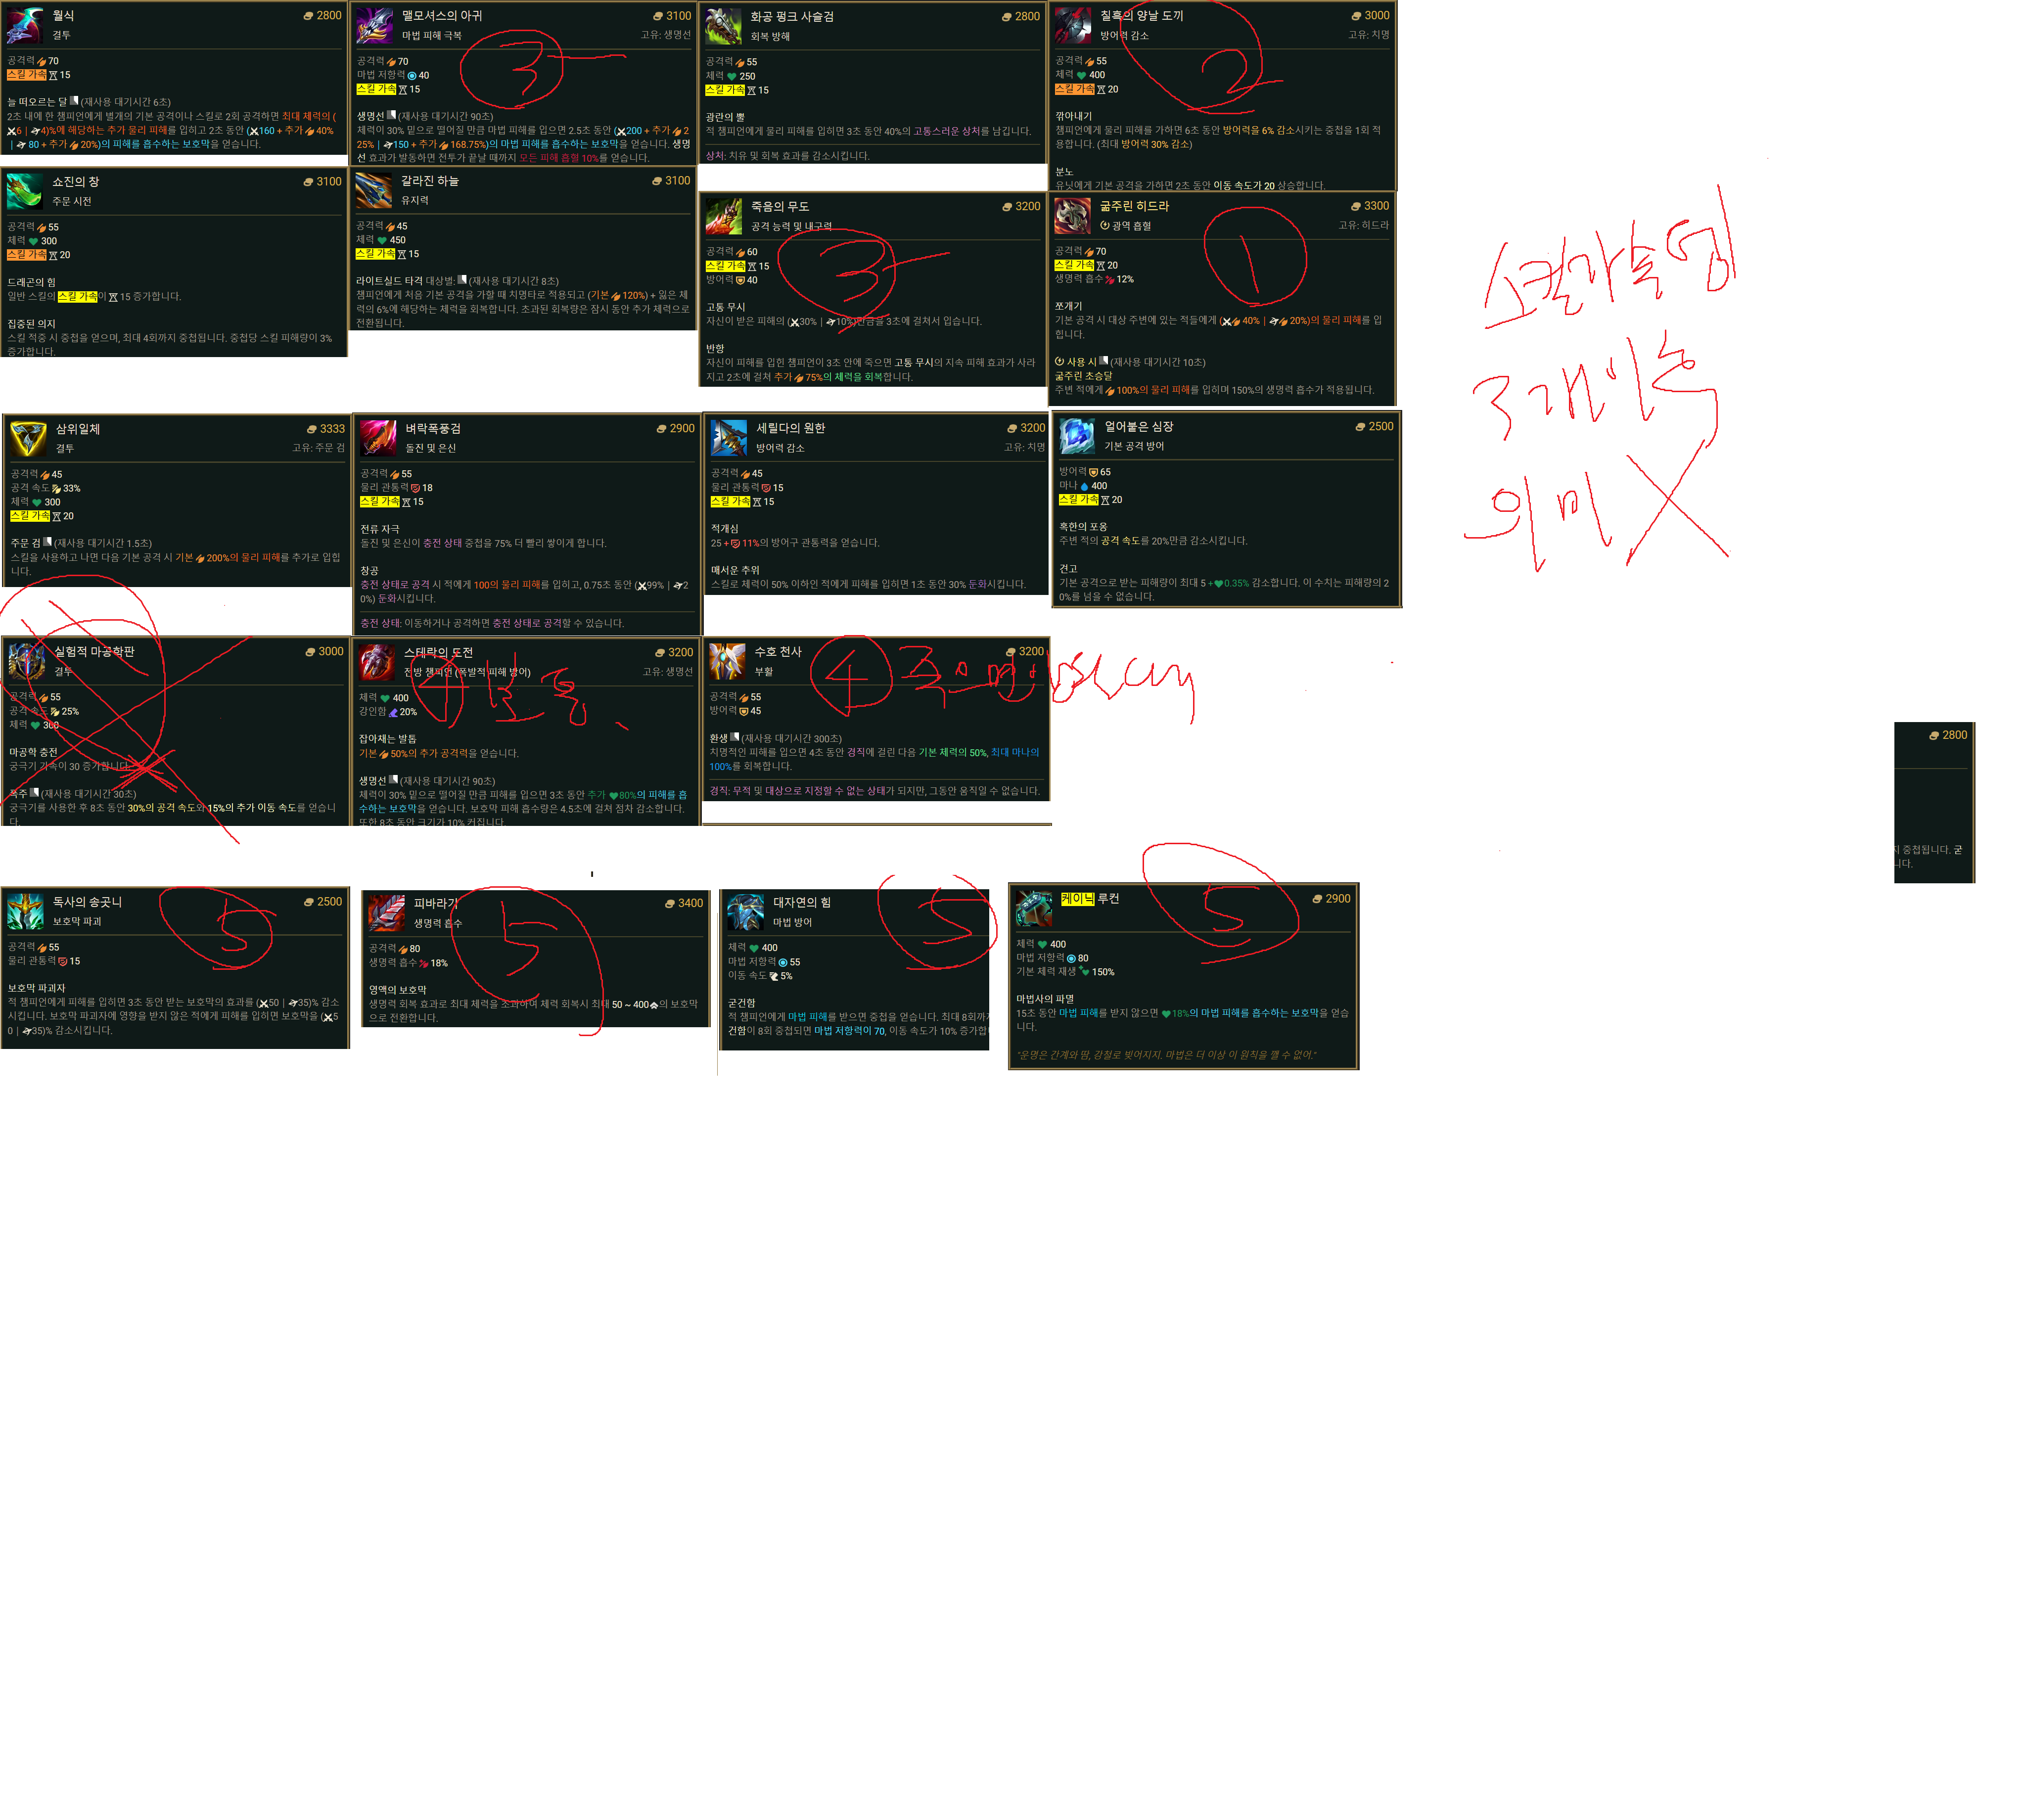 월식 2800
결투
공격력 70
스킬 가속 15
늘 떠오르는 달 (재사용 대기시간 6초)
2초 내에 한 챔피언에게 별개의 기본 공격이나 스킬로 2회 공격하면 최대 체력의 (
6 | 4)%에 해당하는 추가 물리 피해를 입히고 2초 동안 (160 + 추가 40%
| 80 + 추가 20%)의 피해를 흡수하는 보호막을 얻습니다.
맬모셔스의 아귀 3100
마법 피해 극복 고유: 생명선
공격력 70
마법 저항력 40
스킬 가속 15
3
생명선 (재사용 대기시간 90초)
체력이 30% 밑으로 떨어질 만큼 마법 피해를 입으면 2.5초 동안 (200 + 추가 2
25% | 150 + 추가 168.75%)의 마법 피해를 흡수하는 보호막을 얻습니다. 생명
선 효과가 발동하면 전투가 끝날 때까지 모든 피해 흡혈 10%를 얻습니다.
화공 펑크 사슬검 2800
회복 방해
공격력 55
체력 250
스킬 가속 15
광란의 뿔
적 챔피언에게 물리 피해를 입히면 3초 동안 40%의 고통스러운 상처를 남깁니다.
상처: 치유 및 회복 효과를 감소시킵니다.
칠흑의 양날 도끼 3000
방어력 감소 고유: 치명
공격력 55
체력 400
스킬 가속 20
2
깎아내기
챔피언에게 물리 피해를 가하면 6초 동안 방어력을 6% 감소시키는 중첩을 1회 적
용합니다. (최대 방어력 30% 감소)
분노
유닛에게 기본 공격을 가하면 2초 동안 이동 속도가 20 상승합니다.
쇼진의 창 3100
주문 시전
공격력 55
체력 300
스킬 가속 20
드래곤의 힘
일반 스킬의 스킬 가속이 15 증가합니다.
집중된 의지
스킬 적중 시 중첩을 얻으며, 최대 4회까지 중첩됩니다. 중첩당 스킬 피해량이 3%
증가합니다.
갈라진 하늘 3100
유지력
공격력 45
체력 450
스킬 가속 15
라이트실드 타격 대상별: (재사용 대기시간 8초)
챔피언에게 처음 기본 공격을 가할 때 치명타로 적용되고 (기본 120%) + 잃은 체
력의 6%에 해당하는 체력을 회복합니다. 초과된 회복량은 잠시 동안 추가 체력으로
전환됩니다.
죽음의 무도 3200
공격 능력 및 내구력
공격력 60
스킬 가속 15
방어력 40
3
고통 무시
자신이 받은 피해의 (30% | 10%)만큼을 3초에 걸쳐서 입습니다.
반항
자신이 피해를 입힌 챔피언이 3초 안에 죽으면 고통 무시의 지속 피해 효과가 사라
지고 2초에 걸쳐 추가 75%의 체력을 회복합니다.
굶주린 히드라 3300
광역 흡혈 고유: 히드라
공격력 70
스킬 가속 20
생명력 흡수 12%
1
쪼개기
기본 공격 시 대상 주변에 있는 적들에게 (40% | 20%)의 물리 피해를 입
힙니다.
사용 시 (재사용 대기시간 10초)
굶주린 초승달
주변 적에게 100%의 물리 피해를 입히며 150%의 생명력 흡수가 적용됩니다.
스킬가속템
3개이상
의미X
삼위일체 3333
결투 고유: 주문 검
공격력 45
공격 속도 33%
체력 300
스킬 가속 20
주문 검 (재사용 대기시간 1.5초)
스킬을 사용하고 나면 다음 기본 공격 시 기본 200%의 물리 피해를 추가로 입힙
니다.
벼락폭풍검 2900
돌진 및 은신
공격력 55
물리 관통력 18
스킬 가속 15
전류 자극
돌진 및 은신이 충전 상태 중첩을 75% 더 빨리 쌓이게 합니다.
창공
충전 상태로 공격 시 적에게 100의 물리 피해를 입히고, 0.75초 동안 (99% | 2
0%) 둔화시킵니다.
충전 상태: 이동하거나 공격하면 충전 상태로 공격할 수 있습니다.
세릴다의 원한 3200
방어력 감소 고유: 치명
공격력 45
물리 관통력 15
스킬 가속 15
적개심
25 + 11%의 방어구 관통력을 얻습니다.
매서운 추위
스킬로 체력이 50% 이하인 적에게 피해를 입히면 1초 동안 30% 둔화시킵니다.
얼어붙은 심장 2500
기본 공격 방어
방어력 65
마나 400
스킬 가속 20
혹한의 포옹
주변 적의 공격 속도를 20%만큼 감소시킵니다.
견고
기본 공격으로 받는 피해량이 최대 5 + 0.35% 감소합니다. 이 수치는 피해량의 2
0%를 넘을 수 없습니다.
실험적 마공학판 3000
결투
공격력 55
공격 속도 25%
체력 300
마공학 충전
궁극기 가속이 30 증가합니다.
폭주 (재사용 대기시간 30초)
궁극기를 사용한 후 8초 동안 30%의 공격 속도와 15%의 추가 이동 속도를 얻습니
다.
스테락의 도전 3200
전방 챔피언 (폭발적 피해 방어) 고유: 생명선
체력 400
강인함 20%
4
잡아채는 발톱
기본 50%의 추가 공격력을 얻습니다.
생명선 (재사용 대기시간 90초)
체력이 30% 밑으로 떨어질 만큼 피해를 입으면 3초 동안 추가 80%의 피해를 흡
수하는 보호막을 얻습니다. 보호막 피해 흡수량은 4.5초에 걸쳐 점차 감소합니다.
또한 8초 동안 크기가 10% 커집니다.
수호 천사 3200
부활
공격력 55
방어력 45
4
환생 (재사용 대기시간 300초)
치명적인 피해를 입으면 4초 동안 경직에 걸린 다음 기본 체력의 50%, 최대 마나의
100%를 회복합니다.
경직: 무적 및 대상으로 지정할 수 없는 상태가 되지만, 그동안 움직일 수 없습니다.
2800
지 중첩됩니다. 굳
니다.
독사의 송곳니 2500
보호막 파괴
공격력 55
물리 관통력 15
5
보호막 파괴자
적 챔피언에게 피해를 입히면 3초 동안 받는 보호막의 효과를 (50 | 35)% 감소
시킵니다. 보호막 파괴자에 영향을 받지 않은 적에게 피해를 입히면 보호막을 (5
0 | 35)% 감소시킵니다.
피바라기 3400
생명력 흡수
공격력 80
생명력 흡수 18%
5
영액의 보호막
생명력 회복 효과로 최대 체력을 초과하여 체력 회복시 최대 50 ~ 400의 보호막
으로 전환합니다.
대자연의 힘
마법 방어
체력 400
마법 저항력 55
이동 속도 5%
5
굳건함
적 챔피언에게 마법 피해를 받으면 중첩을 얻습니다. 최대 8회까지
건함이 8회 중첩되면 마법 저항력이 70, 이동 속도가 10% 증가합
케이닉 루컨 2900
체력 400
마법 저항력 80
기본 체력 재생 150%
5
마법사의 파멸
15초 동안 마법 피해를 받지 않으면 18%의 마법 피해를 흡수하는 보호막을 얻습
니다.
"운명은 간계와 땀, 강철로 빚어지지. 마법은 더 이상 이 원칙을 깰 수 없어."